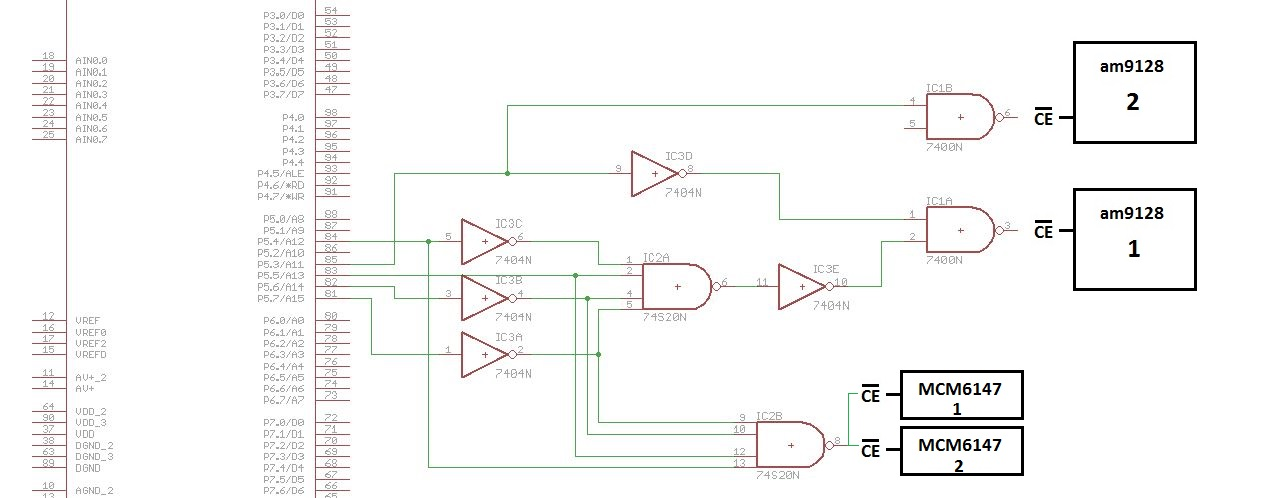 18 AIN0.0
19 AIN0.1
20 AIN0.2
21 AIN0.3
22 AIN0.4
23 AIN0.5
24 AIN0.6
25 AIN0.7
12 VREF
16 VREF0
17 VREF2
15 VREFD
11 AV+_2
14 AV+
64 VDD_2
90 VDD_3
37 VDD
38 DGND_2
63 DGND_3
89 DGND
10 AGND_2
13
P3.0/D0 54
P3.1/D1 53
P3.2/D2 52
P3.3/D3 51
P3.4/D4 50
P3.5/D5 49
P3.6/D6 48
P3.7/D7 47
P4.0 98
P4.1 97
P4.2 96
P4.3 95
P4.4 94
P4.5/ALE 93
P4.6/*RD 92
P4.7/*WR 91
P5.0/A8 88
P5.1/A9 87
P5.4/A12 84
P5.2/A10 86
P5.3/A11 85
P5.5/A13 83
P5.6/A14 82
P5.7/A15 81
P6.0/A0 80
P6.1/A1 79
P6.2/A2 78
P6.3/A3 77
P6.4/A4 76
P6.5/A5 75
P6.6/A6 74
P6.7/A7 73
P7.0/D0 72
P7.1/D1 71
P7.2/D2 70
P7.3/D3 69
P7.4/D4 68
P7.5/D5 67
P7.6/D6 66
65
IC3D
9 8
7404N
IC3C
5 6
7404N
IC3B
3 4
7404N
IC3A
1 2
7404N
IC2A
1
2
4
5
6
74S20N
IC3E
11 10
7404N
IC1B
4
5
6
7400N
IC1A
1
2
3
7400N
IC2B
9
10
12
13
8
74S20N
CE
am9128
2
CE
am9128
1
CE
MCM6147
1
CE
MCM6147
2